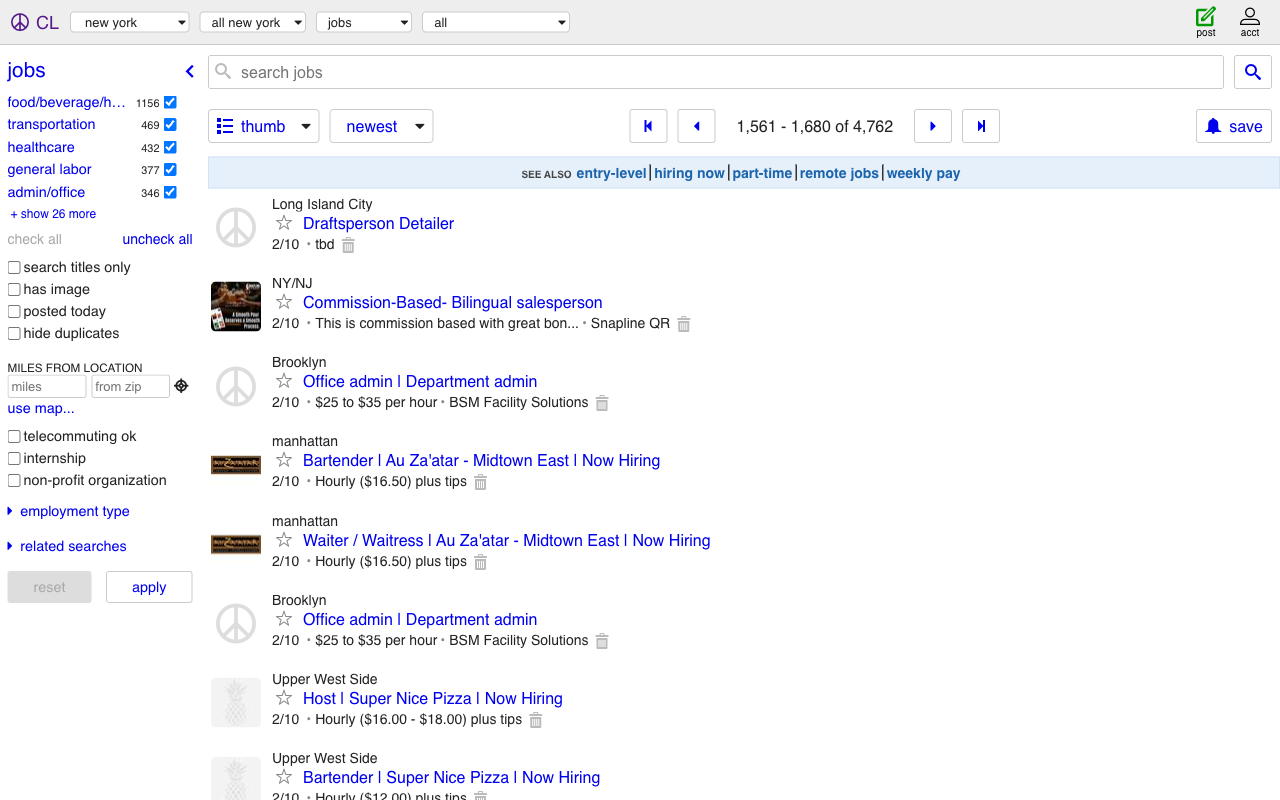 CL
new york
all new york
jobs
all
post
acct
jobs
search jobs
food/beverage/h... 1156
transportation 469
healthcare 432
general labor 377
admin/office 346
+ show 26 more
check all uncheck all
search titles only
has image
posted today
hide duplicates
MILES FROM LOCATION
miles from zip
use map...
telecommuting ok
internship
non-profit organization
employment type
related searches
reset apply
thumb newest 1,561 - 1,680 of 4,762 save
SEE ALSO entry-level | hiring now | part-time | remote jobs | weekly pay
Long Island City
Draftsperson Detailer
2/10 · tbd
NY/NJ
Commission-Based- Bilingual salesperson
2/10 · This is commission based with great bon... · Snapline QR
Brooklyn
Office admin | Department admin
2/10 · $25 to $35 per hour · BSM Facility Solutions
manhattan
Bartender | Au Za'atar - Midtown East | Now Hiring
2/10 · Hourly ($16.50) plus tips
manhattan
Waiter / Waitress | Au Za'atar - Midtown East | Now Hiring
2/10 · Hourly ($16.50) plus tips
Brooklyn
Office admin | Department admin
2/10 · $25 to $35 per hour · BSM Facility Solutions
Upper West Side
Host | Super Nice Pizza | Now Hiring
2/10 · Hourly ($16.00 - $18.00) plus tips
Upper West Side
Bartender | Super Nice Pizza | Now Hiring
2/10 · Hourly ($12.00) plus tips